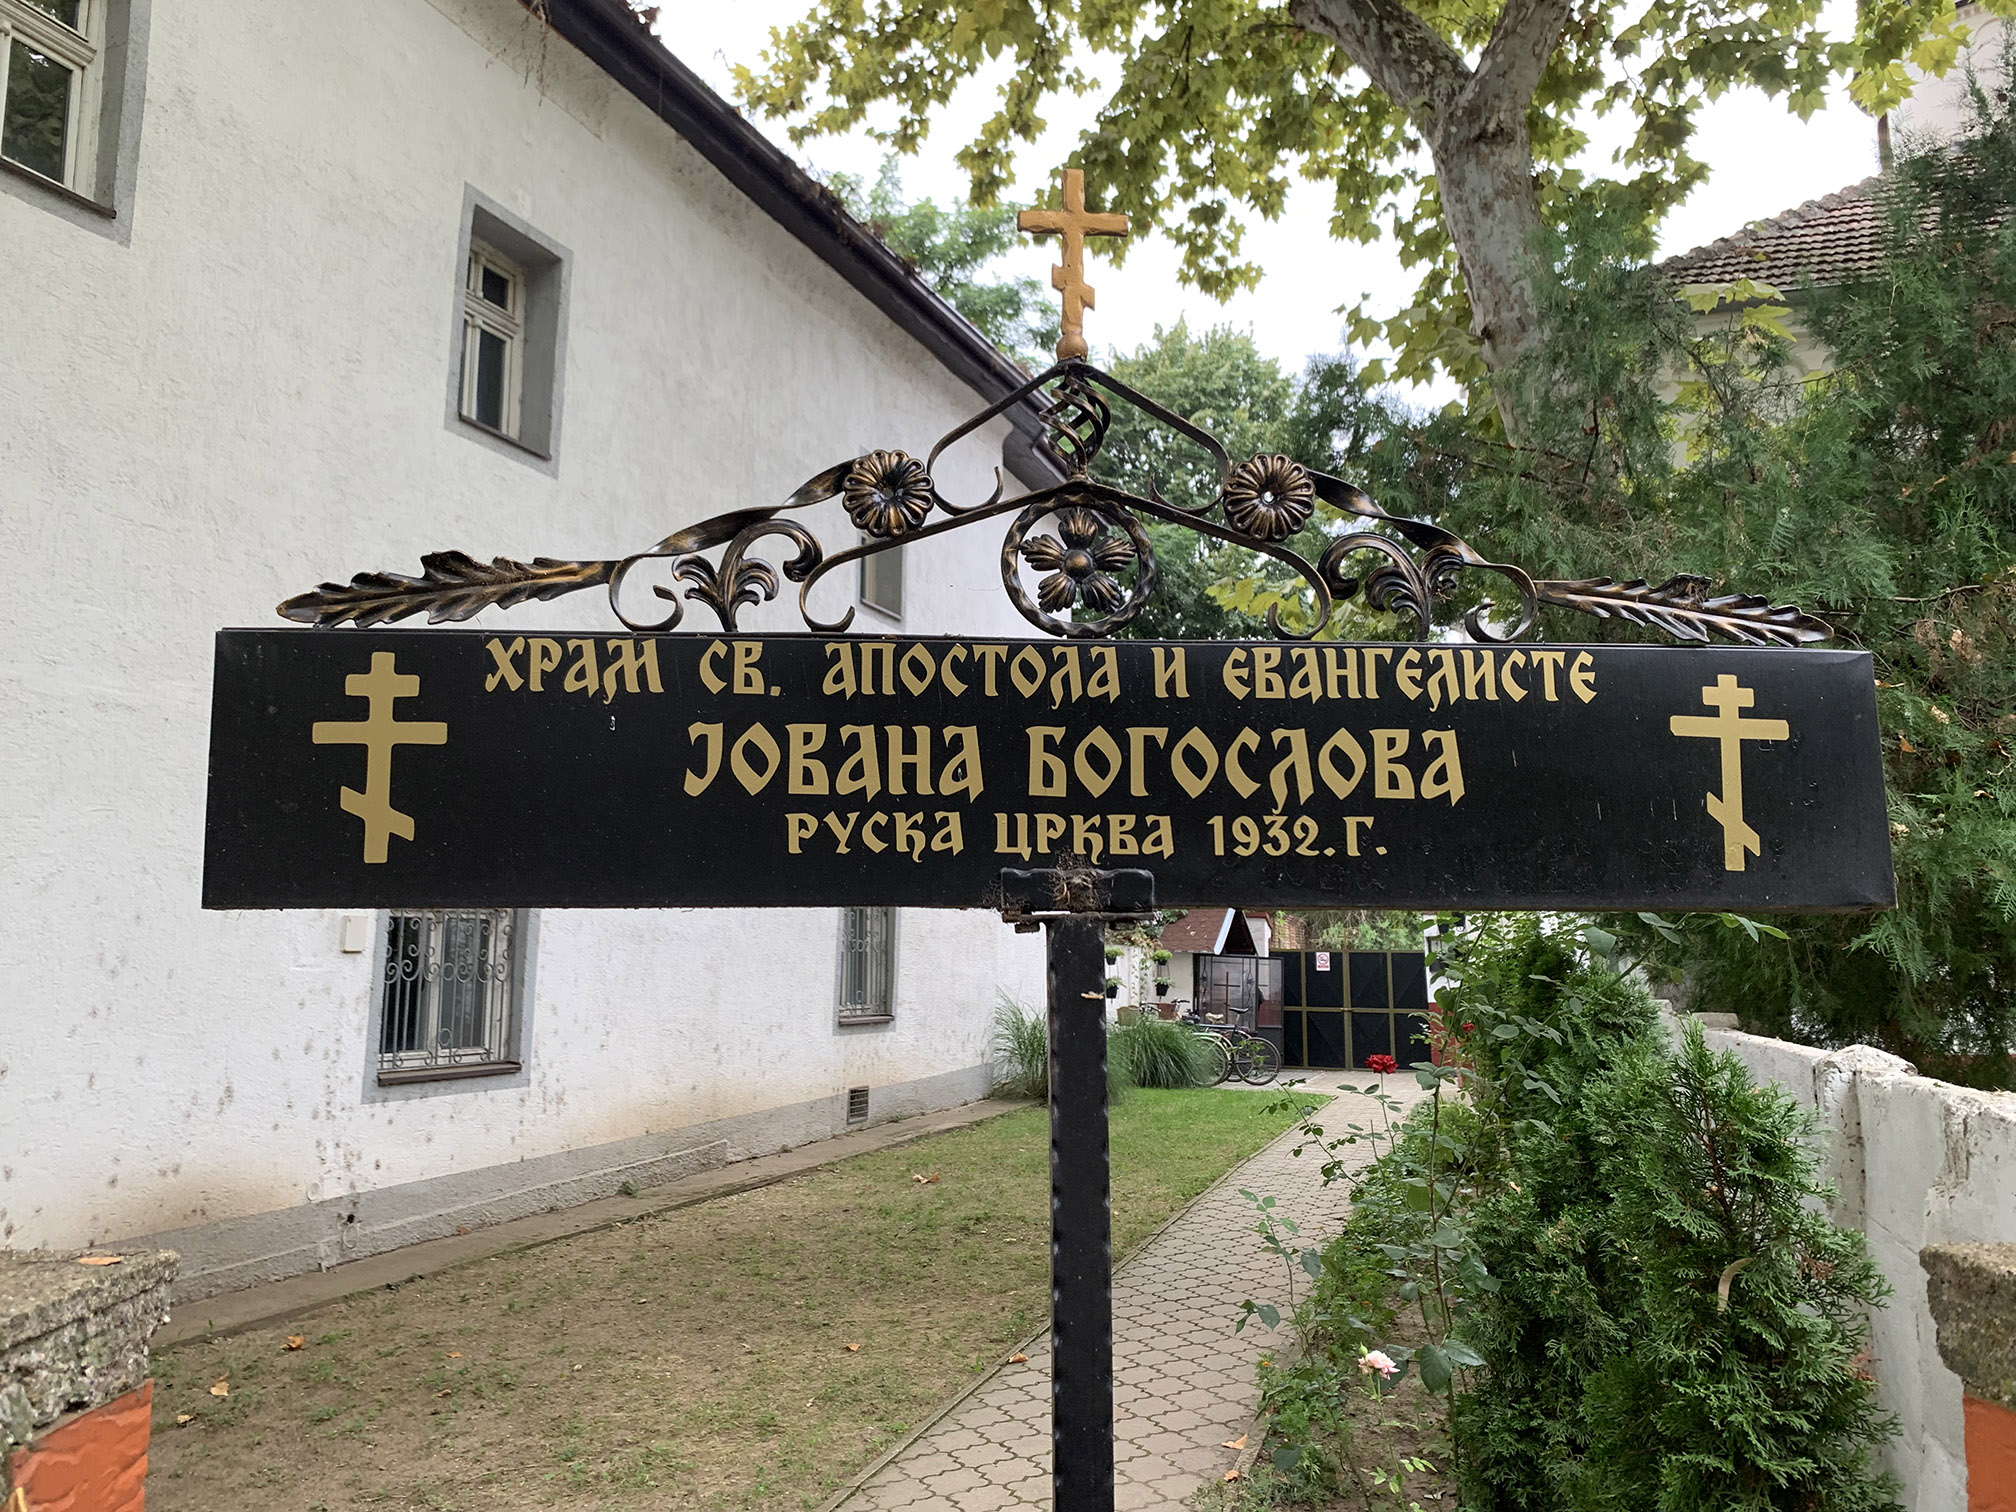 ХРАМ СВ. АПОСТОЛА И ЕВАНГЕЛИСТЕ
ЈОВАНА БОГОСЛОВА
РУСКА ЦРКВА 1932.Г.